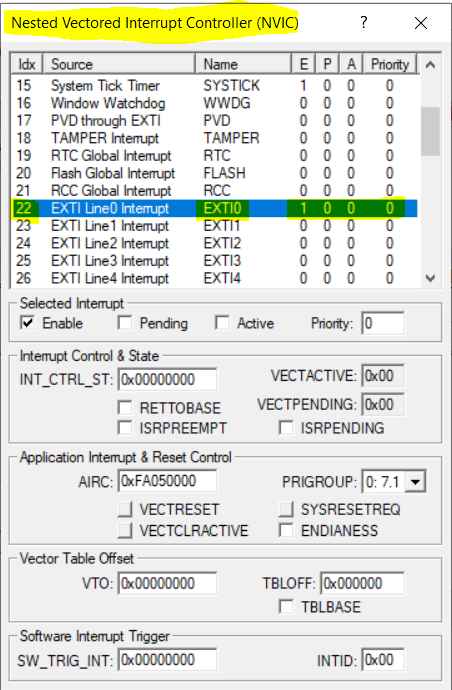 Nested Vectored Interrupt Controller (NVIC) ? ×
Idx Source Name E P A Priority
15 System Tick Timer SYSTICK 1 0 0 0
16 Window Watchdog WWDG 0 0 0 0
17 PVD through EXTI PVD 0 0 0 0
18 TAMPER Interrupt TAMPER 0 0 0 0
19 RTC Global Interrupt RTC 0 0 0 0
20 Flash Global Interrupt FLASH 0 0 0 0
21 RCC Global Interrupt RCC 0 0 0 0
22 EXTI Line0 Interrupt EXTI0 1 0 0 0
23 EXTI Line1 Interrupt EXTI1 0 0 0 0
24 EXTI Line2 Interrupt EXTI2 0 0 0 0
25 EXTI Line3 Interrupt EXTI3 0 0 0 0
26 EXTI Line4 Interrupt EXTI4 0 0 0 0
Selected Interrupt
Enable Pending Active Priority: 0
Interrupt Control & State
INT_CTRL_ST: 0x00000000 VECTACTIVE: 0x00
RETTOBASE VECTPENDING: 0x00
ISRPREEMPT ISRPENDING
Application Interrupt & Reset Control
AIRC: 0xFA050000 PRIGROUP: 0: 7.1
VECTRESET SYSRESETREQ
VECTCLRACTIVE ENDIANESS
Vector Table Offset
VTO: 0x00000000 TBLOFF: 0x000000
TBLBASE
Software Interrupt Trigger
SW_TRIG_INT: 0x00000000 INTID: 0x00